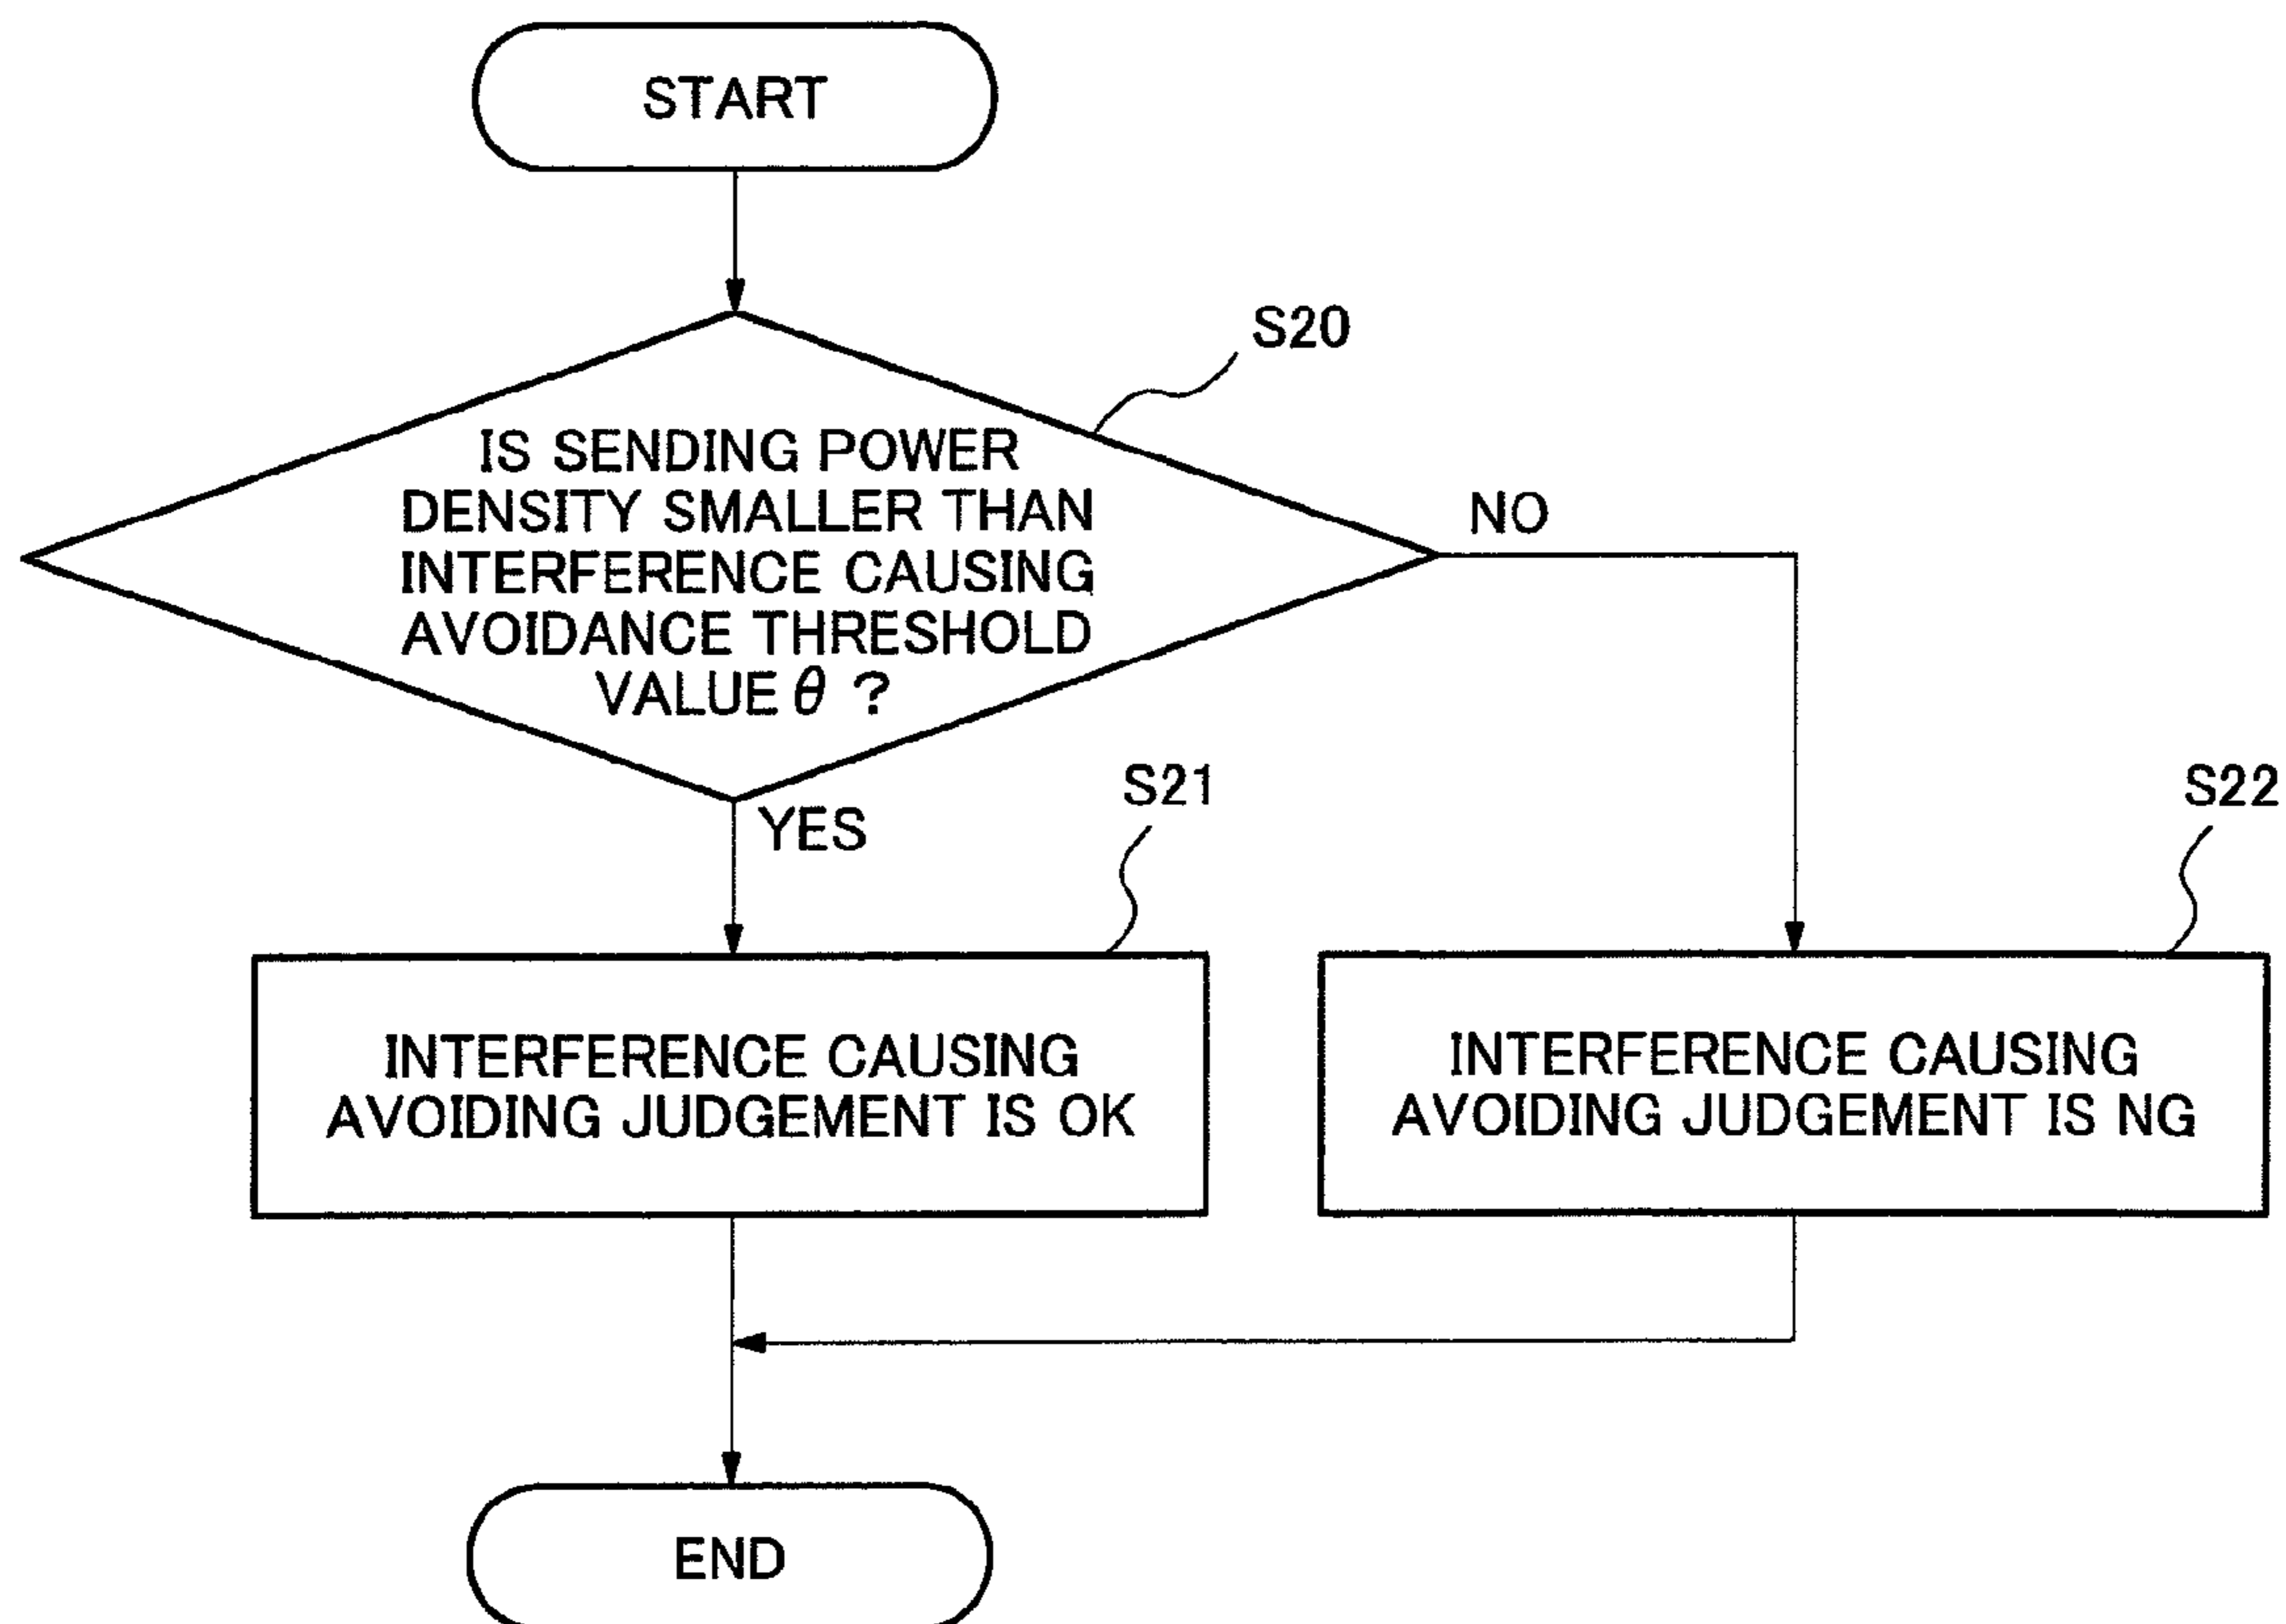 START
S20
IS SENDING POWER
DENSITY SMALLER THAN
INTERFERENCE CAUSING
AVOIDANCE THRESHOLD
VALUE θ ?
NO
YES
S21
S22
INTERFERENCE CAUSING
AVOIDING JUDGEMENT IS OK
INTERFERENCE CAUSING
AVOIDING JUDGEMENT IS NG
END